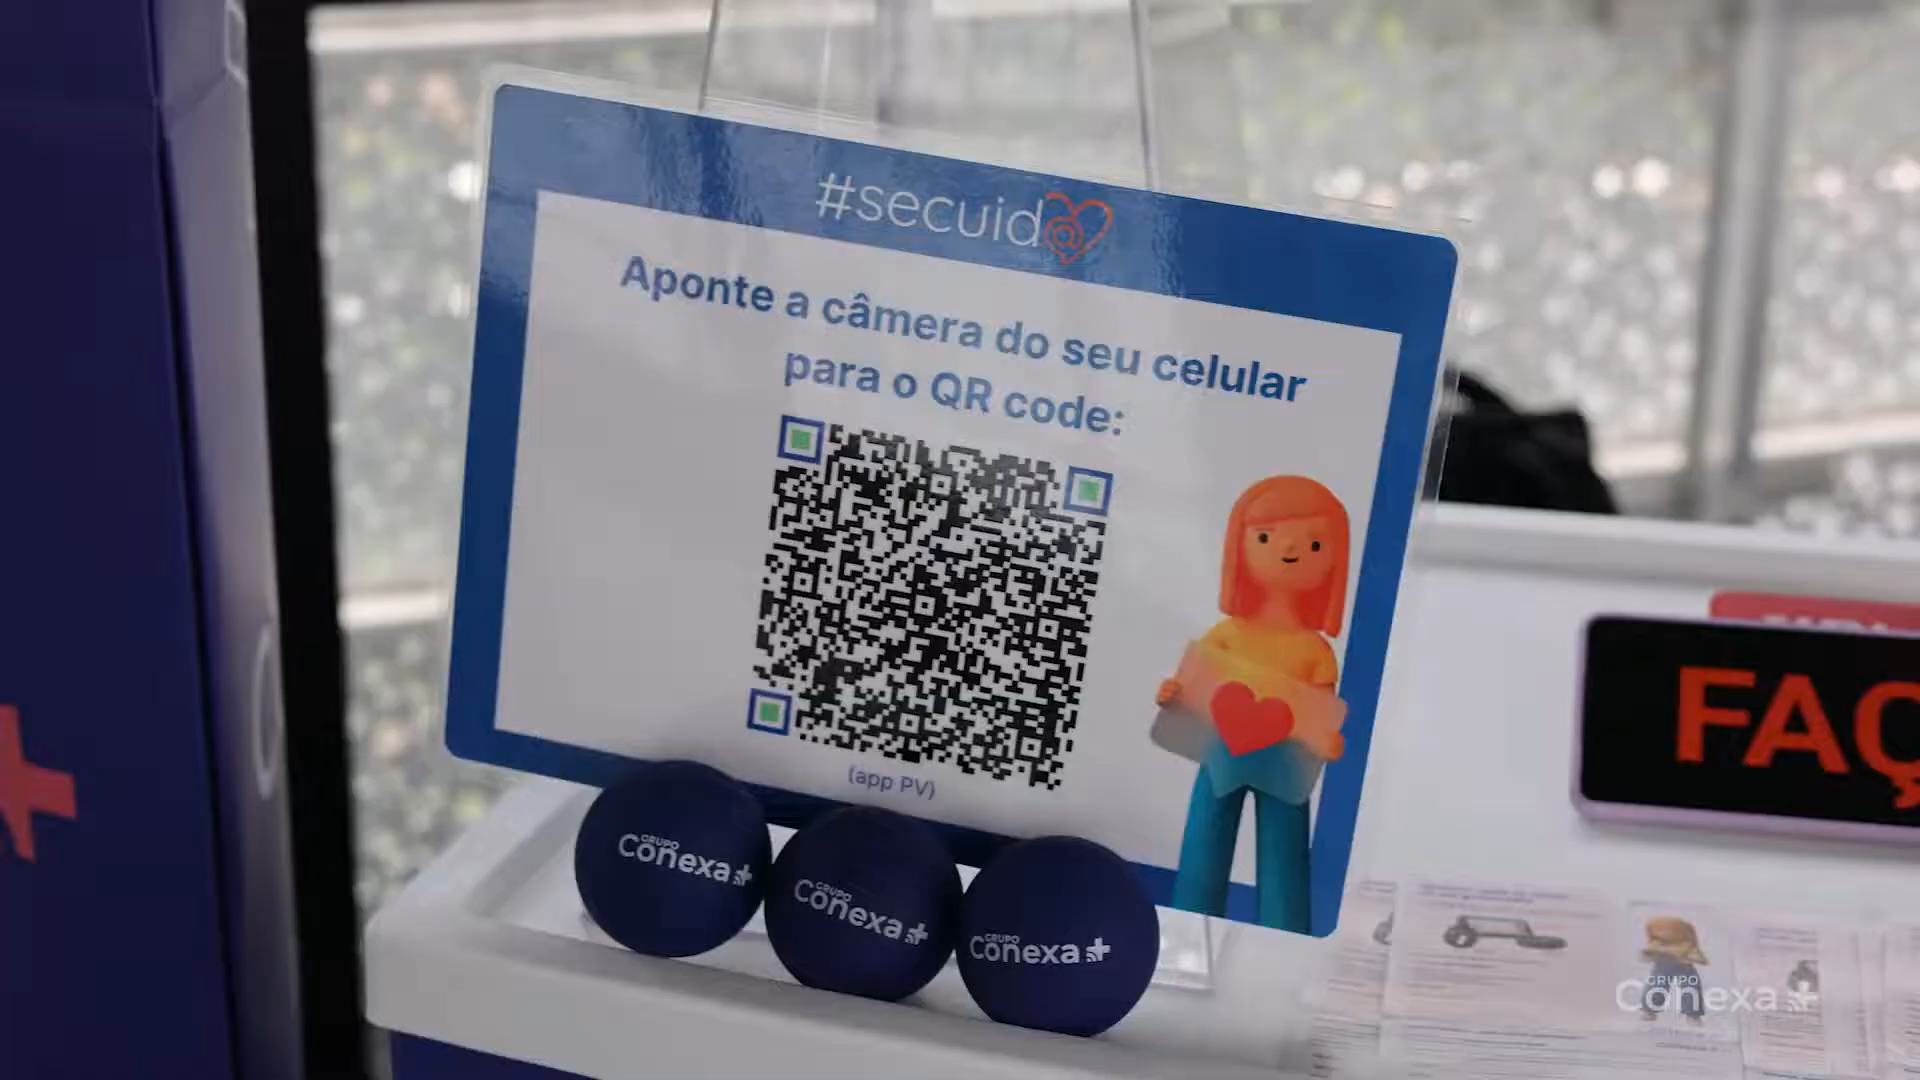 #secuid@
Aponte a câmera do seu celular
para o QR code:
(app PV)
GRUPO
Conexa
GRUPO
Conexa
GRUPO
Conexa
FAÇ
GRUPO
Conexa